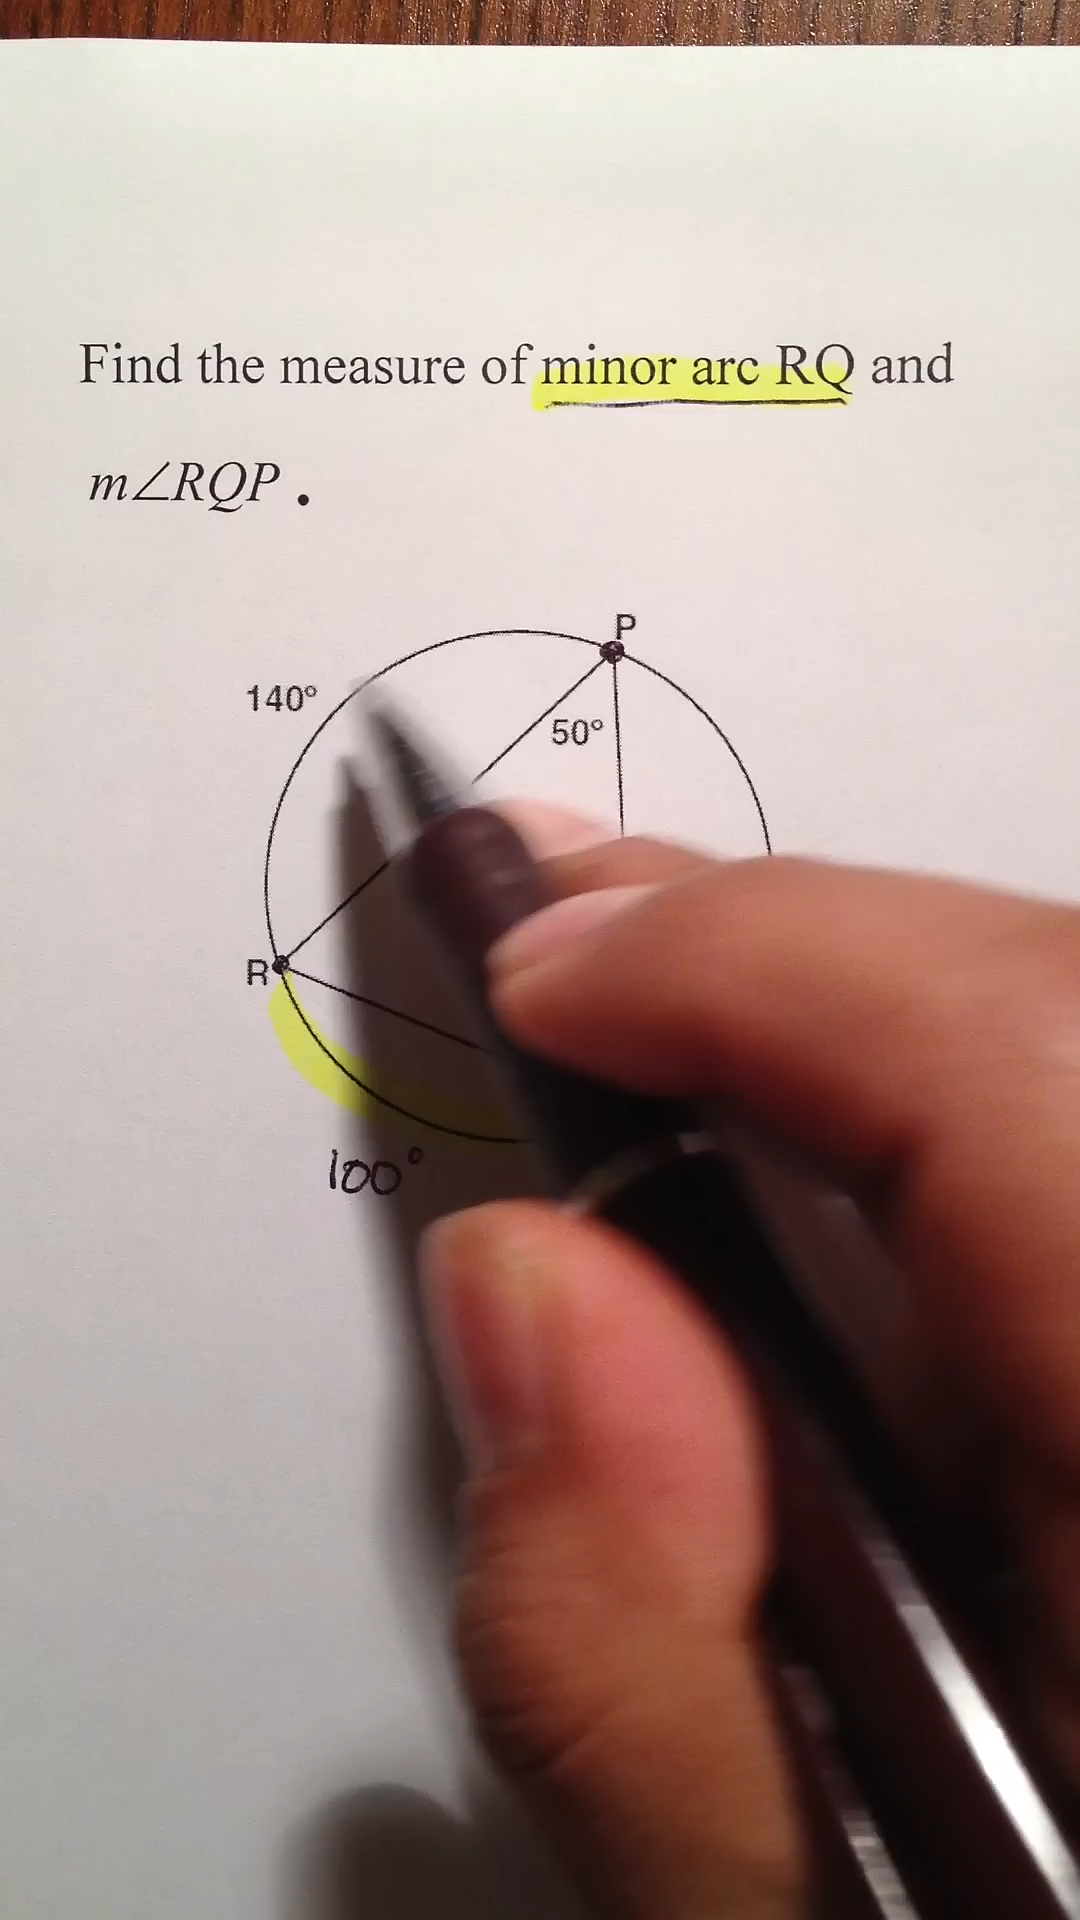 Find the measure of minor arc RQ and
m∠RQP .
P
140°
50°
R
100°